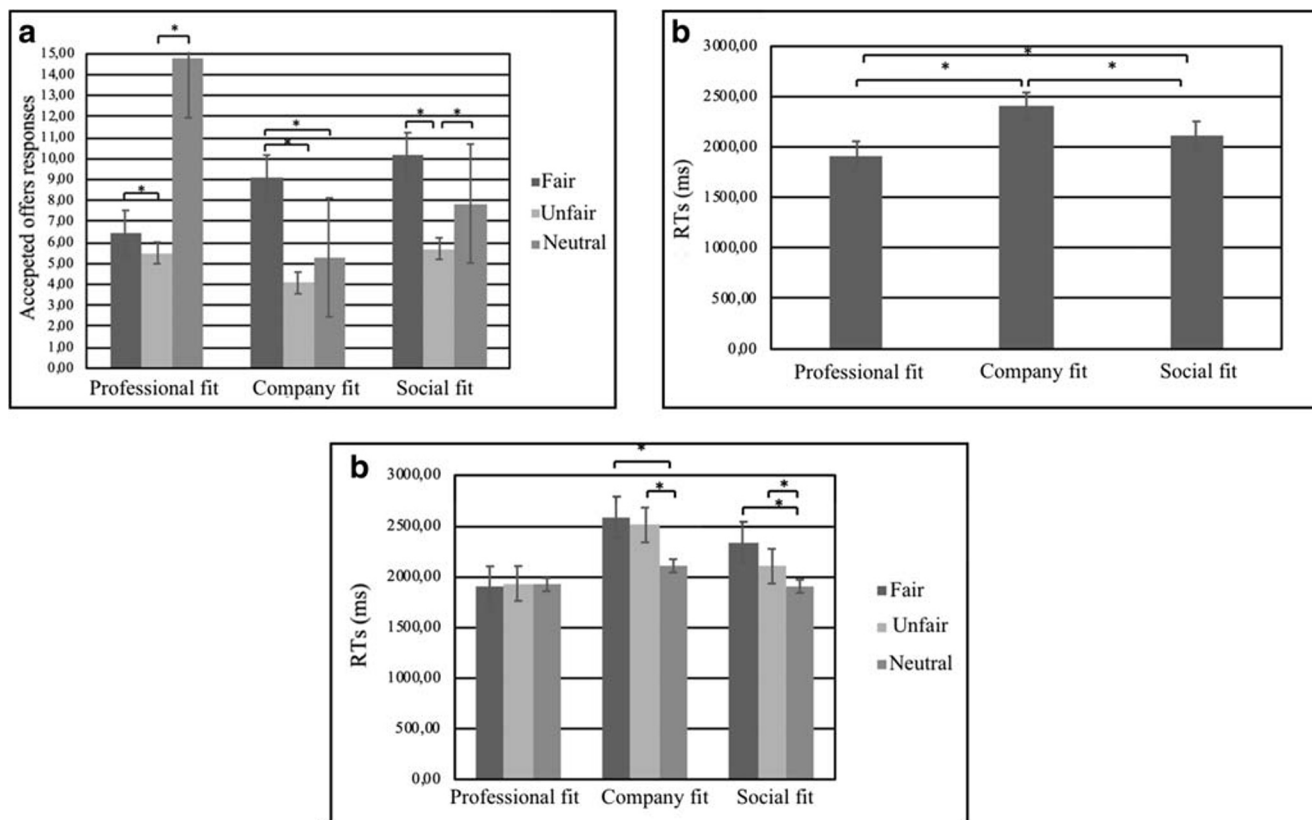 a
Accepeted offers responses
15,00
14,00
13,00
12,00
11,00
10,00
9,00
8,00
7,00
6,00
5,00
4,00
3,00
2,00
1,00
0,00
*
*
*
*
*
*
Professional fit
Company fit
Social fit
Fair
Unfair
Neutral
b
RTs (ms)
3000,00
2500,00
2000,00
1500,00
1000,00
500,00
0,00
*
*
*
Professional fit
Company fit
Social fit
b
RTs (ms)
3000,00
2500,00
2000,00
1500,00
1000,00
500,00
0,00
*
*
*
*
Professional fit
Company fit
Social fit
Fair
Unfair
Neutral